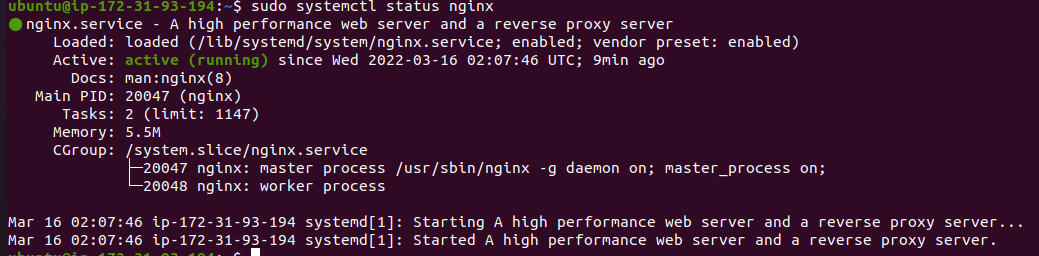 ubuntu@ip-172-31-93-194:~$ sudo systemctl status nginx
● nginx.service - A high performance web server and a reverse proxy server
Loaded: loaded (/lib/systemd/system/nginx.service; enabled; vendor preset: enabled)
Active: active (running) since Wed 2022-03-16 02:07:46 UTC; 9min ago
Docs: man:nginx(8)
Main PID: 20047 (nginx)
Tasks: 2 (limit: 1147)
Memory: 5.5M
CGroup: /system.slice/nginx.service
├─20047 nginx: master process /usr/sbin/nginx -g daemon on; master_process on;
└─20048 nginx: worker process
Mar 16 02:07:46 ip-172-31-93-194 systemd[1]: Starting A high performance web server and a reverse proxy server...
Mar 16 02:07:46 ip-172-31-93-194 systemd[1]: Started A high performance web server and a reverse proxy server.
ubuntu@ip-172-31-93-194:~$